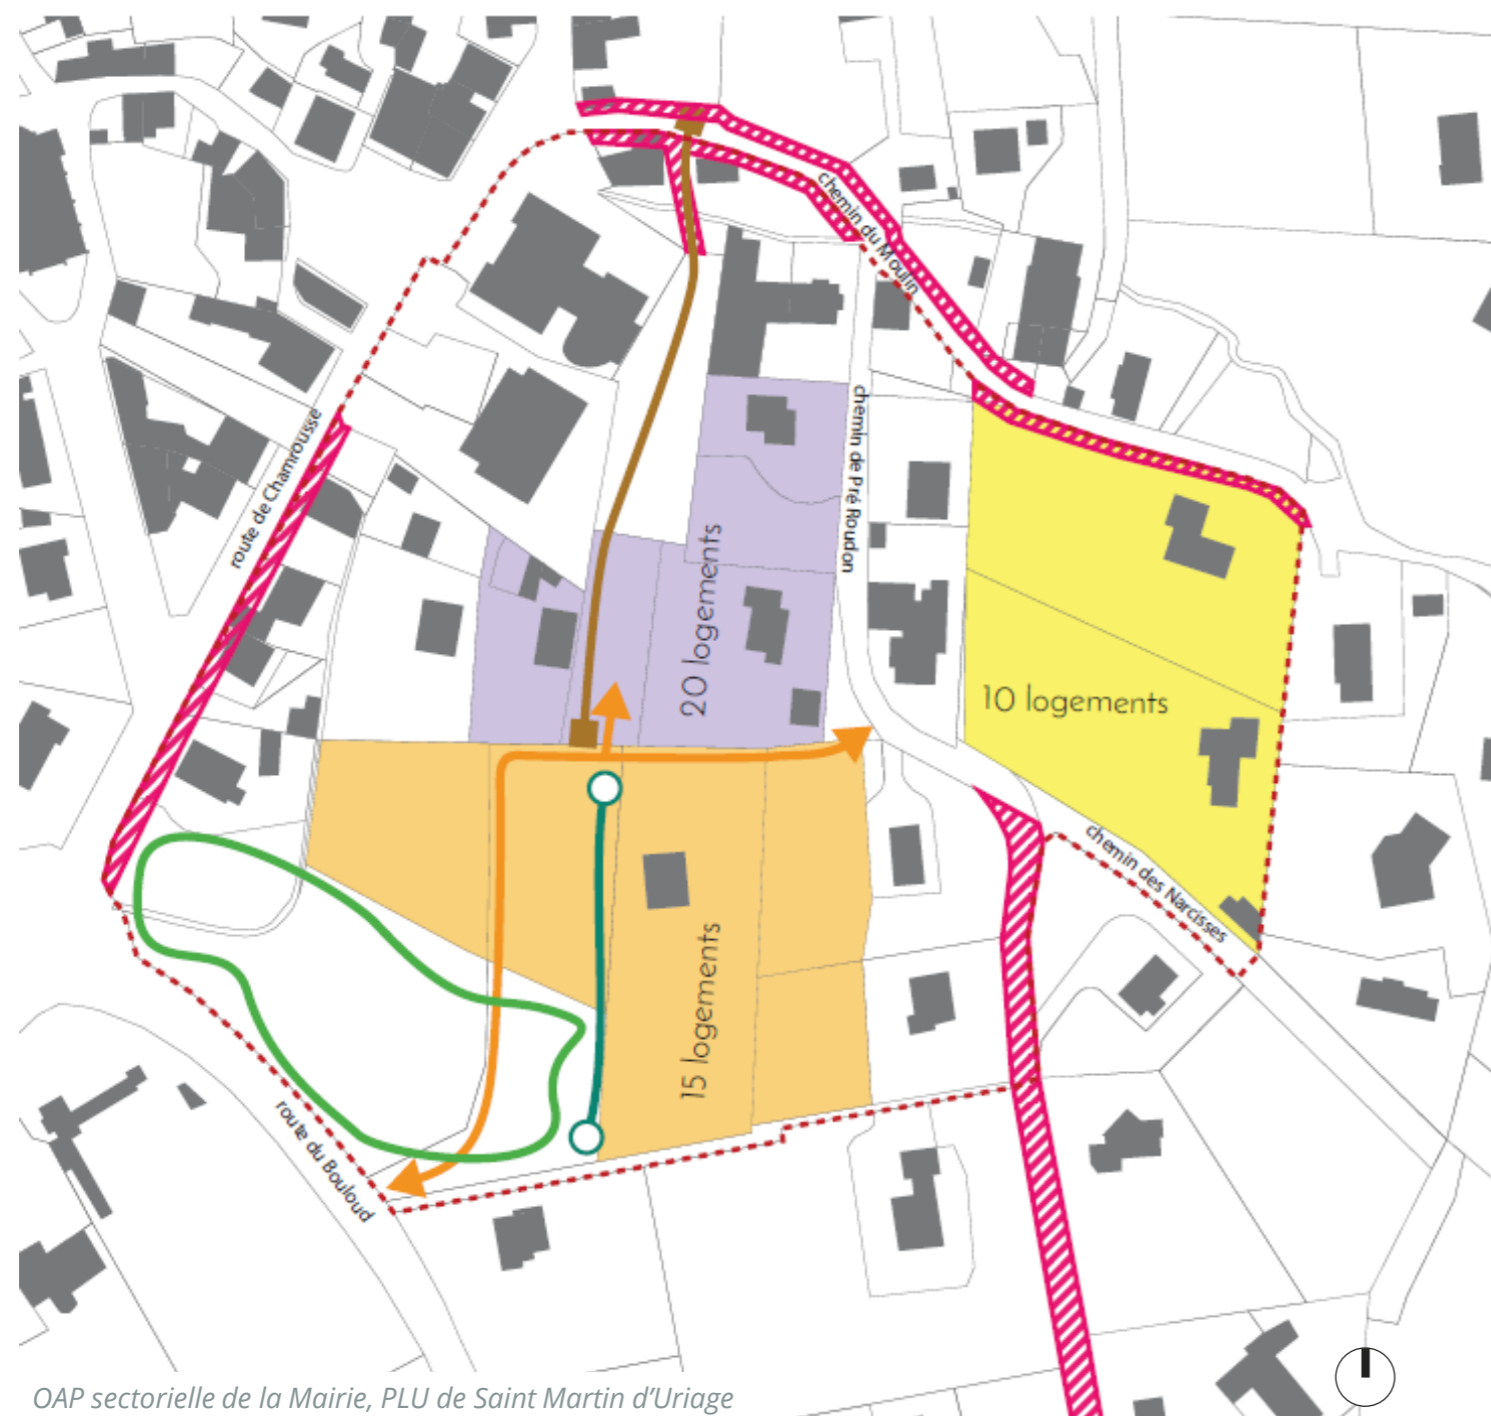 chemin du Moulin
route de Chamrousse
chemin de Pré Roudon
20 logements
10 logements
chemin des Narcisses
15 logements
route du Bouloud
OAP sectorielle de la Mairie, PLU de Saint Martin d'Uriage